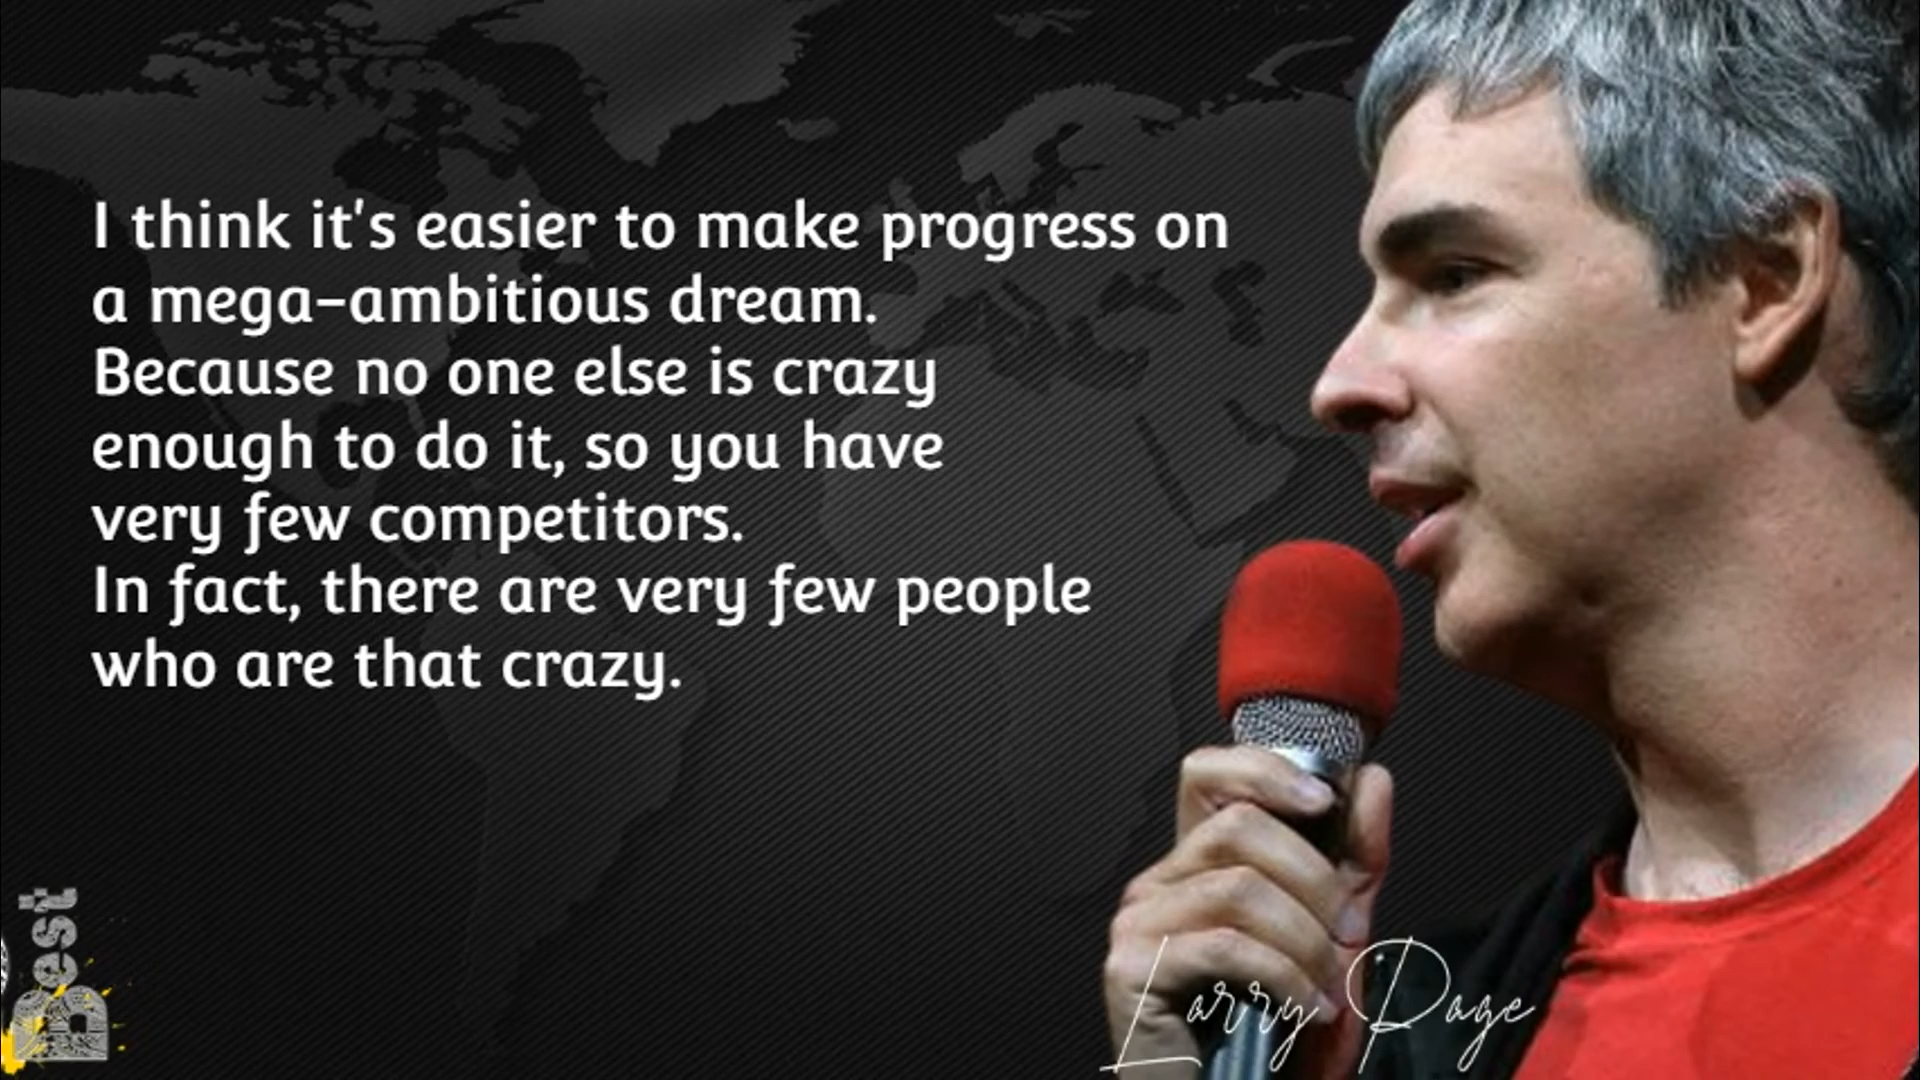 I think it's easier to make progress on
a mega-ambitious dream.
Because no one else is crazy
enough to do it, so you have
very few competitors.
In fact, there are very few people
who are that crazy.
Larry Page
Best